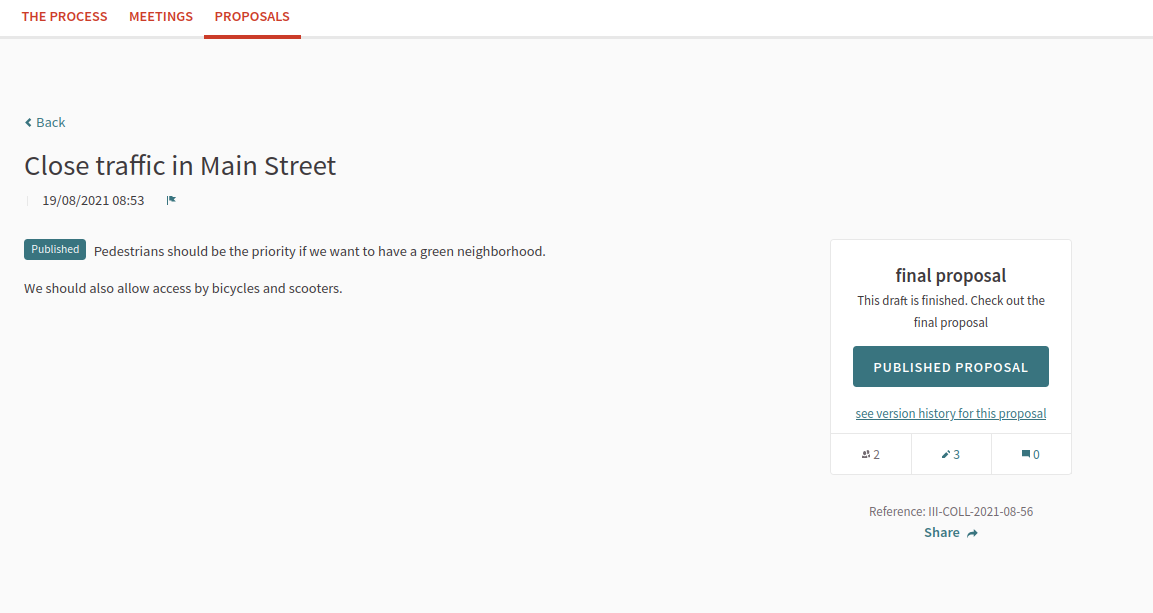 THE PROCESS MEETINGS PROPOSALS
Back
Close traffic in Main Street
19/08/2021 08:53
Published Pedestrians should be the priority if we want to have a green neighborhood.
We should also allow access by bicycles and scooters.
final proposal
This draft is finished. Check out the
final proposal
PUBLISHED PROPOSAL
see version history for this proposal
2 3 0
Reference: III-COLL-2021-08-56
Share